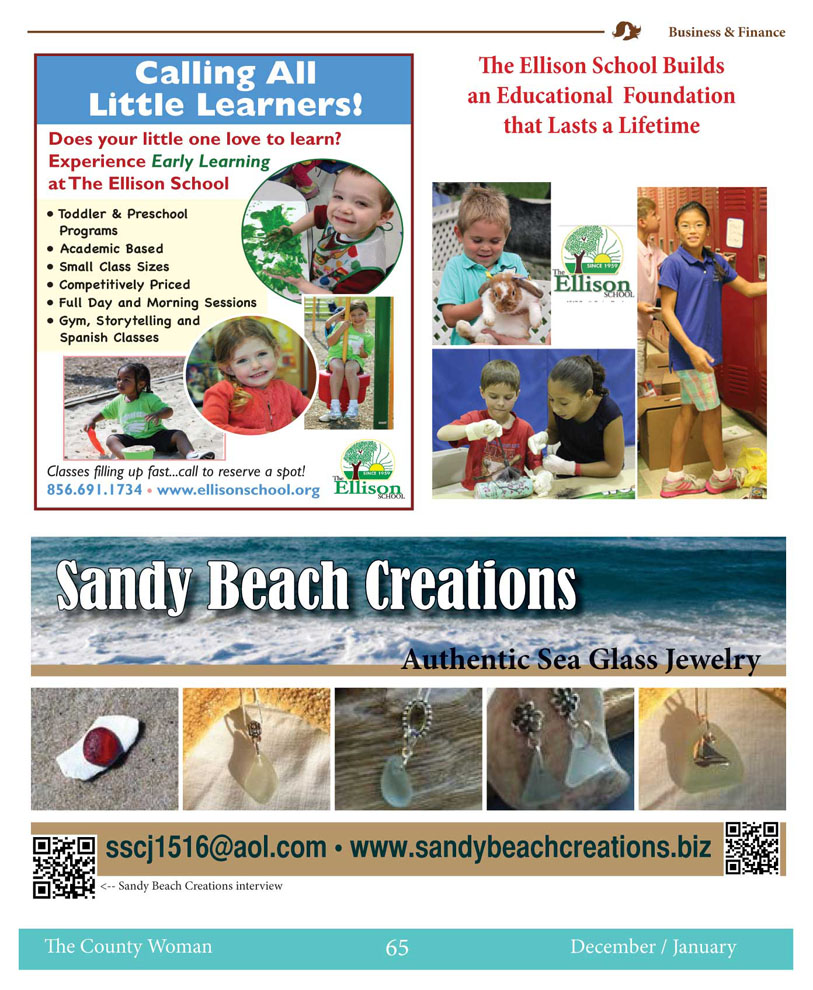 Business & Finance
Calling All
Little Learners!
Does your little one love to learn?
Experience Early Learning
at The Ellison School
• Toddler & Preschool
Programs
• Academic Based
• Small Class Sizes
• Competitively Priced
• Full Day and Morning Sessions
• Gym, Storytelling and
Spanish Classes
Classes filling up fast...call to reserve a spot!
856.691.1734 • www.ellisonschool.org
SINCE 1959
The
Ellison
SCHOOL
The Ellison School Builds
an Educational Foundation
that Lasts a Lifetime
SINCE 1959
The
Ellison
SCHOOL
Sandy Beach Creations
Authentic Sea Glass Jewelry
sscj1516@aol.com • www.sandybeachcreations.biz
<-- Sandy Beach Creations interview
The County Woman
65
December / January